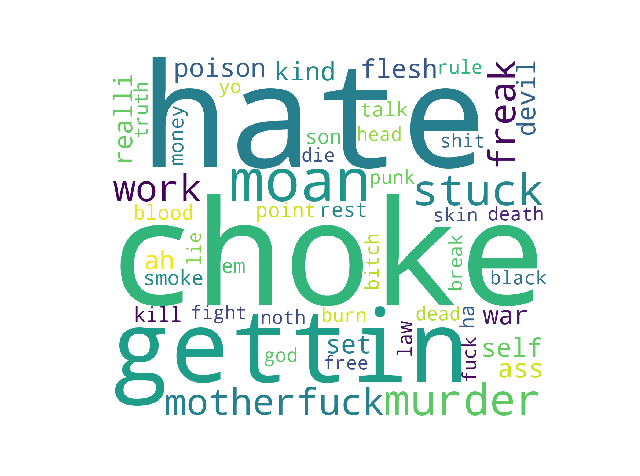 poison kind flesh rule
yo
hate
realli
truth
money
talk
son head
die
shit
freak
devil
work moan punk stuck
blood point rest skin death
choke
ah lie em
smoke
bitch
break
black
kill fight noth burn dead ha war
gettin
god set
free
law
fuck
self
ass
motherfuck murder